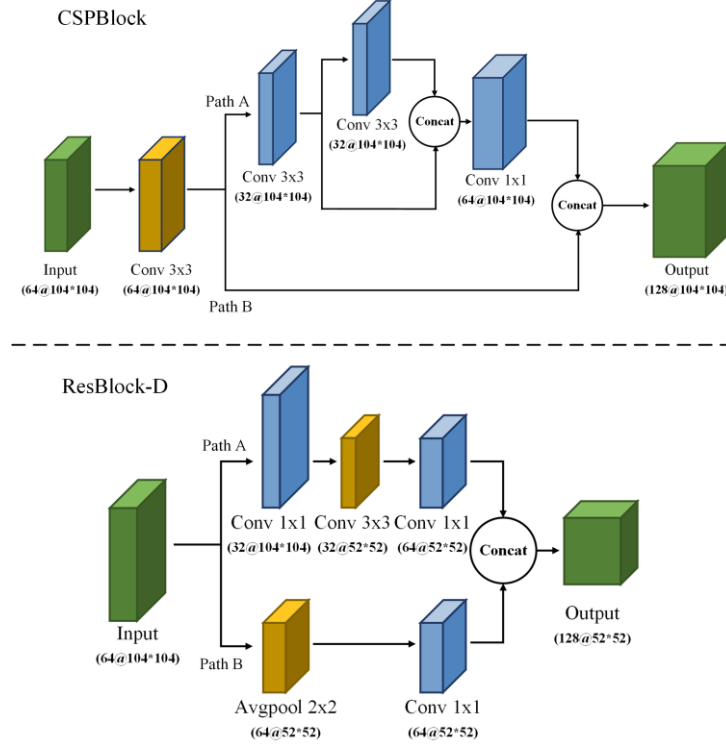 CSPBlock
Path A
Conv 3x3
(32@104*104)
Conv 3x3
(32@104*104)
Concat
Conv 1x1
(64@104*104)
Concat
Input
(64@104*104)
Conv 3x3
(64@104*104)
Path B
Output
(128@104*104)
ResBlock-D
Path A
Conv 1x1
(32@104*104)
Conv 3x3
(32@52*52)
Conv 1x1
(64@52*52)
Concat
Input
(64@104*104)
Path B
Avgpool 2x2
(64@52*52)
Conv 1x1
(64@52*52)
Output
(128@52*52)